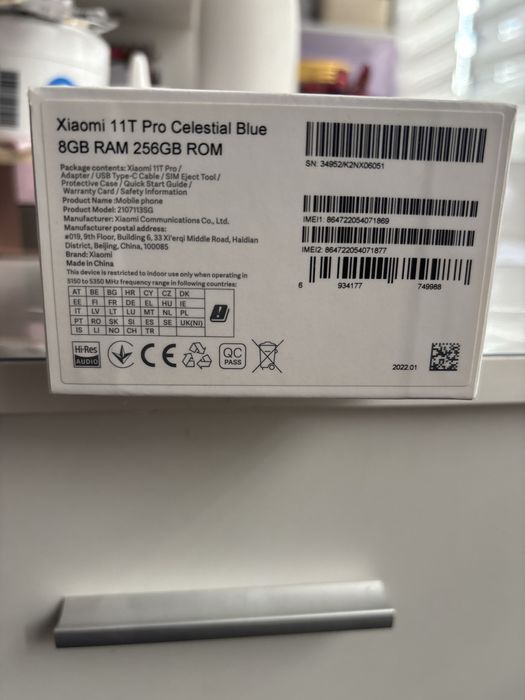 Xiaomi 11T Pro Celestial Blue
8GB RAM 256GB ROM
Package contents: Xiaomi 11T Pro /
Adapter / USB Type-C Cable / SIM Eject Tool /
Protective Case / Quick Start Guide /
Warranty Card / Safety Information
Product Name: Mobile phone
Product Model: 2107113SG
Manufacturer: Xiaomi Communications Co., Ltd.
Manufacturer postal address:
#019, 9th Floor, Building 6, 33 Xi'erqi Middle Road, Haidian
District, Beijing, China, 100085
Brand: Xiaomi
Made in China
This device is restricted to indoor use only when operating in
5150 to 5350 MHz frequency range in following countries:
AT BE BG HR CY CZ DK
EE FI FR DE EL HU IE
IT LV LT LU MT NL PL
PT RO SK SI ES SE UK(NI)
IS LI NO CH TR
Hi-Res
AUDIO
CE
QC
PASS
SN: 34952/K2NX06051
IMEI1: 864722054071869
IMEI2: 864722054071877
6 934177 749988
2022.01